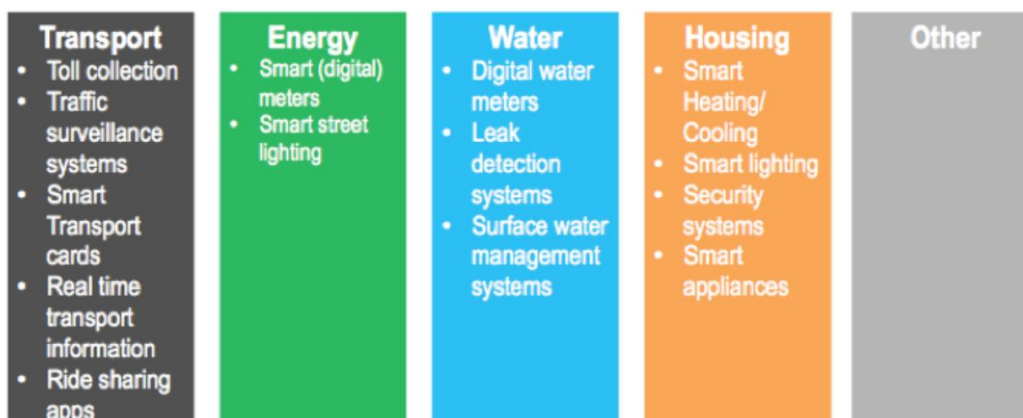 Transport
• Toll collection
• Traffic
surveillance
systems
• Smart
Transport
cards
• Real time
transport
information
• Ride sharing
apps
Energy
• Smart (digital)
meters
• Smart street
lighting
Water
• Digital water
meters
• Leak
detection
systems
• Surface water
management
systems
Housing
• Smart
Heating/
Cooling
• Smart lighting
• Security
systems
• Smart
appliances
Other